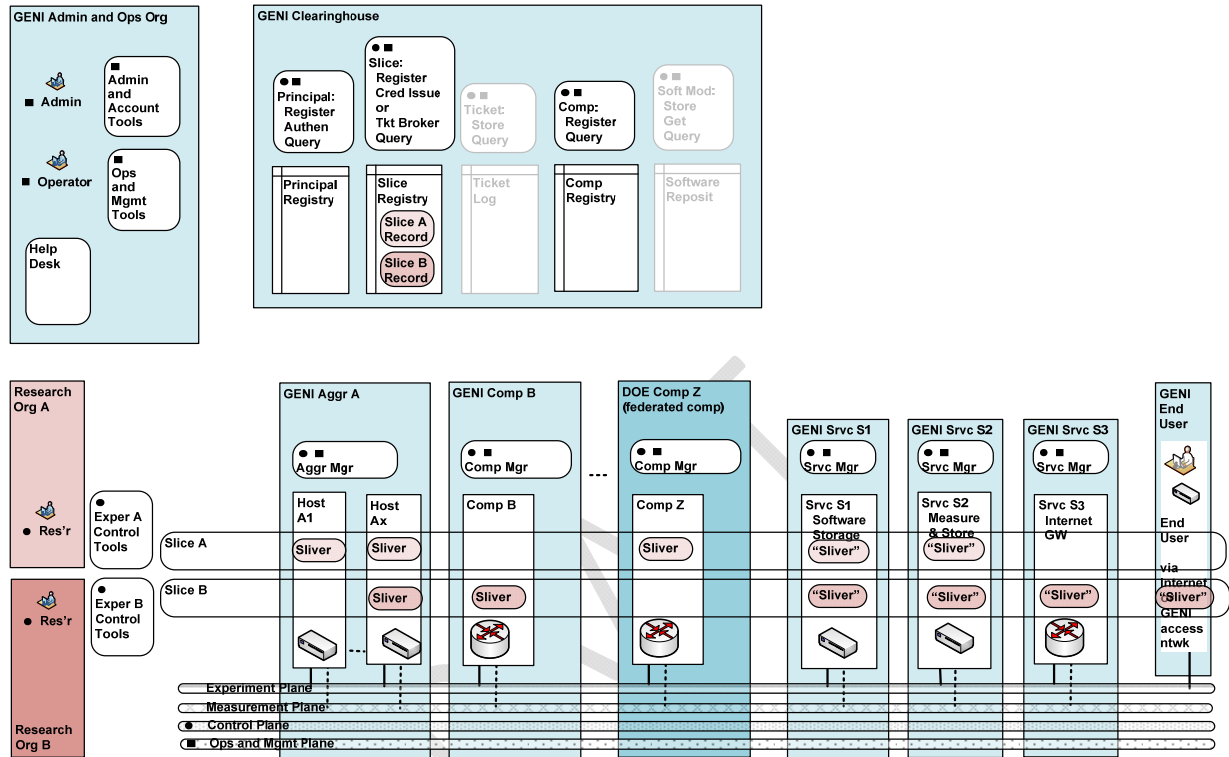 GENI Admin and Ops Org
Admin
Admin
and
Account
Tools
Operator
Ops
and
Mgmt
Tools
Help
Desk
GENI Clearinghouse
Principal:
Register
Authen
Query
Slice:
Register
Cred Issue
or
Tkt Broker
Query
Ticket:
Store
Query
Comp:
Register
Query
Soft Mod:
Store
Get
Query
Principal
Registry
Slice
Registry
Slice A
Record
Slice B
Record
Ticket
Log
Comp
Registry
Software
Reposit
Research
Org A
Res'r
Exper A
Control
Tools
Research
Org B
Res'r
Exper B
Control
Tools
Slice A
Slice B
GENI Aggr A
Aggr Mgr
Host
A1
Sliver
Host
Ax
Sliver
Sliver
GENI Comp B
Comp Mgr
Comp B
Sliver
DOE Comp Z
(federated comp)
Comp Mgr
Comp Z
Sliver
GENI Srvc S1
Srvc Mgr
Srvc S1
Software
Storage
“Sliver”
“Sliver”
GENI Srvc S2
Srvc Mgr
Srvc S2
Measure
& Store
“Sliver”
“Sliver”
GENI Srvc S3
Srvc Mgr
Srvc S3
Internet
GW
“Sliver”
GENI
End
User
End
User
via
Internet
“Sliver”
GENI
access
ntwk
Experiment Plane
Measurement Plane
Control Plane
Ops and Mgmt Plane